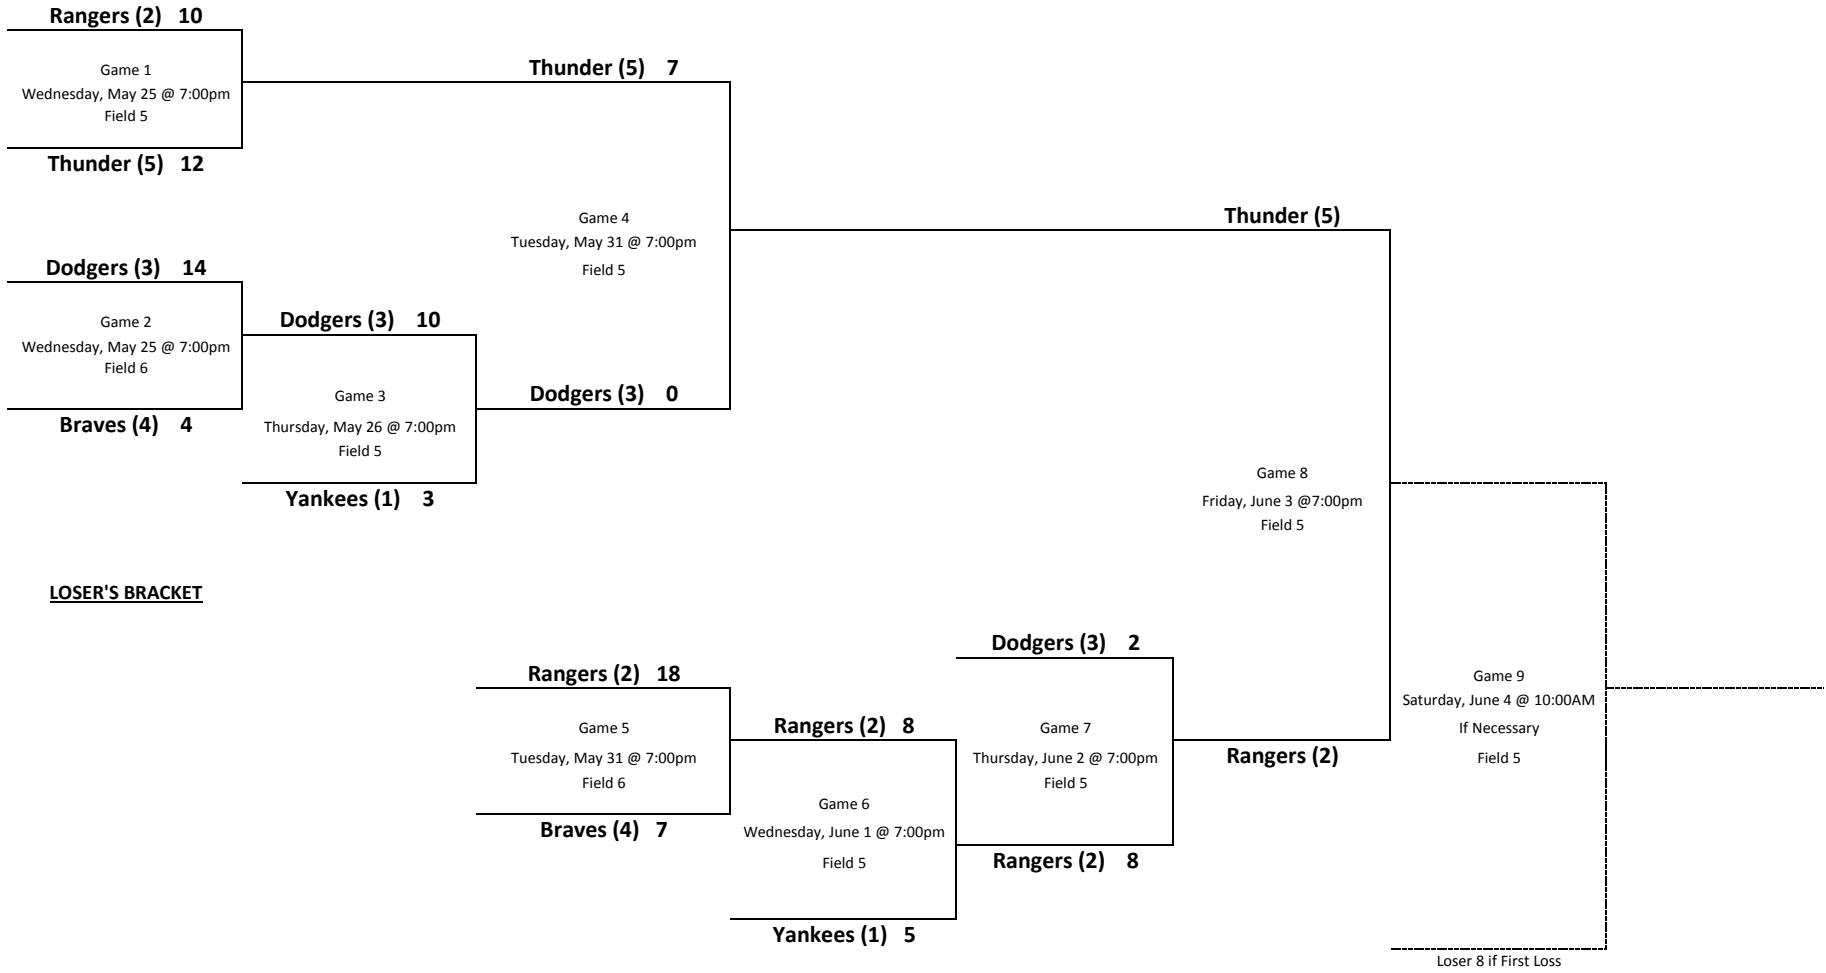 Rangers (2) 10
Game 1
Wednesday, May 25 @ 7:00pm
Field 5
Thunder (5) 12
Thunder (5) 7
Game 4
Tuesday, May 31 @ 7:00pm
Field 5
Thunder (5)
Dodgers (3) 14
Game 2
Wednesday, May 25 @ 7:00pm
Field 6
Braves (4) 4
Dodgers (3) 10
Game 3
Thursday, May 26 @ 7:00pm
Field 5
Yankees (1) 3
Dodgers (3) 0
Game 8
Friday, June 3 @7:00pm
Field 5
LOSER'S BRACKET
Rangers (2) 18
Game 5
Tuesday, May 31 @ 7:00pm
Field 6
Braves (4) 7
Rangers (2) 8
Game 6
Wednesday, June 1 @ 7:00pm
Field 5
Yankees (1) 5
Dodgers (3) 2
Game 7
Thursday, June 2 @ 7:00pm
Field 5
Rangers (2) 8
Rangers (2)
Game 9
Saturday, June 4 @ 10:00AM
If Necessary
Field 5
Loser 8 if First Loss